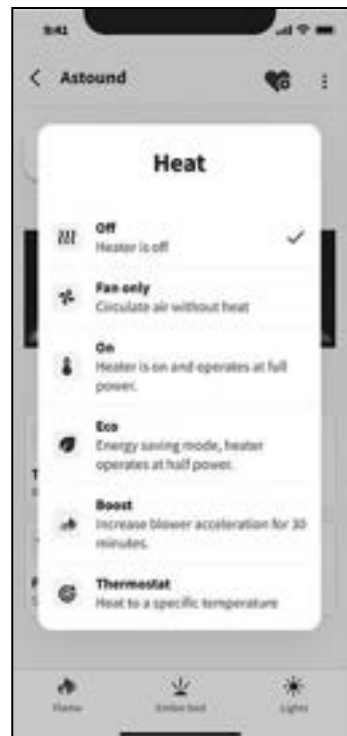 9:41
Astound
Heat
Off
Heater is off
Fan only
Circulate air without heat
On
Heater is on and operates at full
power.
Eco
Energy saving mode, heater
operates at half power.
Boost
Increase blower acceleration for 30
minutes.
Thermostat
Heat to a specific temperature
Flame
Ember bed
Lights